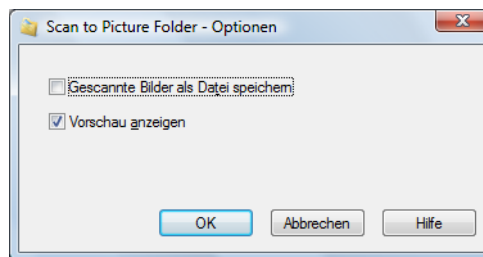 Scan to Picture Folder - Optionen
Gescannte Bilder als Datei speichern
Vorschau anzeigen
OK Abbrechen Hilfe